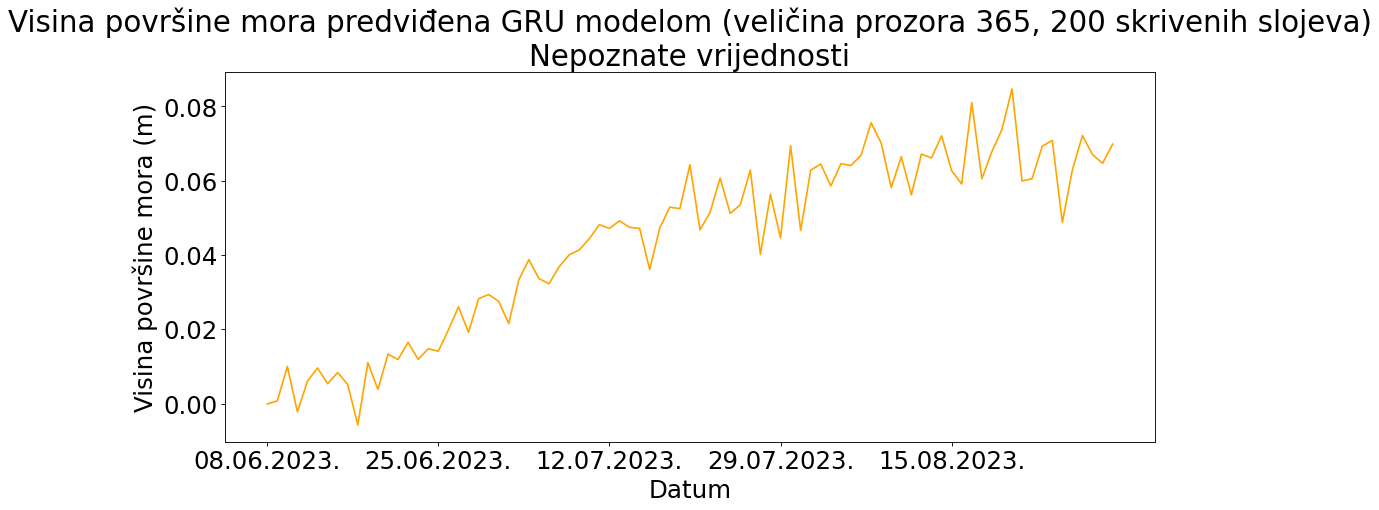 Visina površine mora predviđena GRU modelom (veličina prozora 365, 200 skrivenih slojeva)
Nepoznate vrijednosti
Visina površine mora (m)
0.08
0.06
0.04
0.02
0.00
08.06.2023. 25.06.2023. 12.07.2023. 29.07.2023. 15.08.2023.
Datum